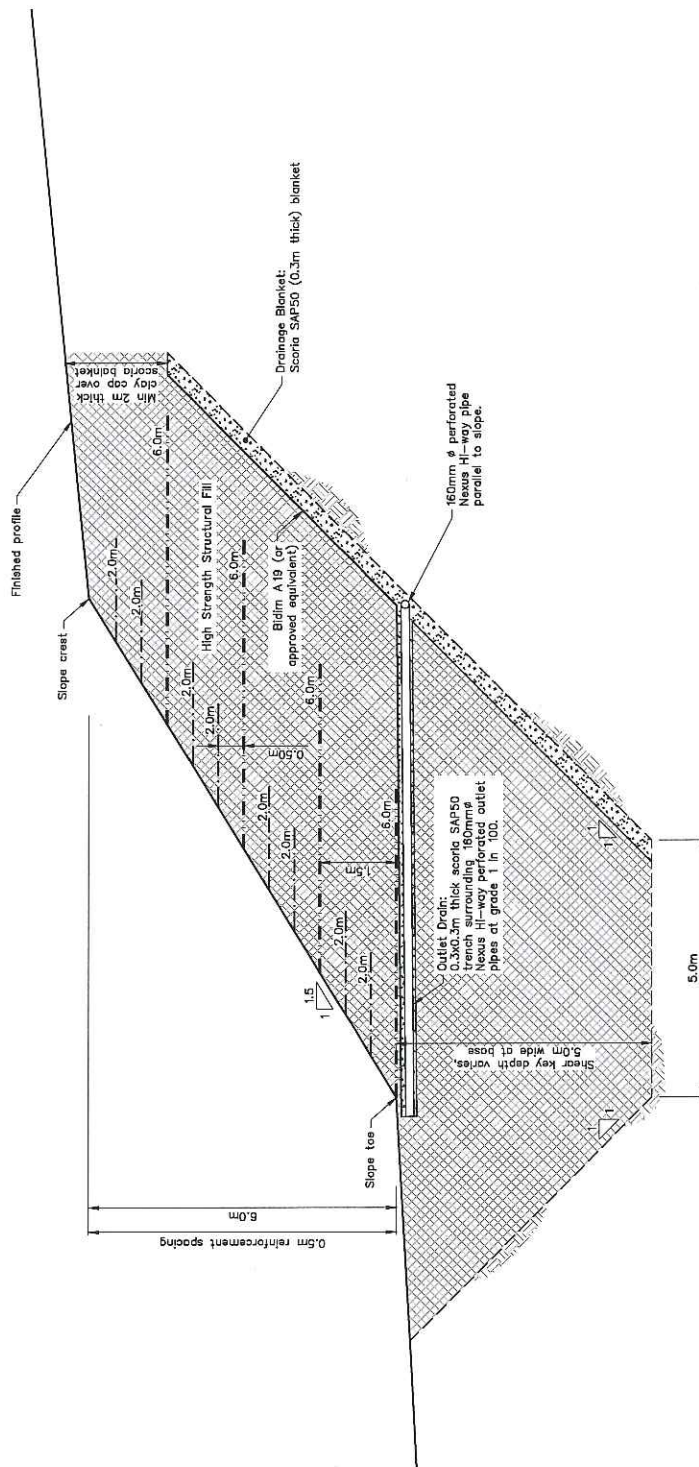 Finished profile
Slope crest
Min 2m thick
clay cap over
scoria balnket
Drainage Blanket:
Scoria SAP50 (0.3m thick) blanket
2.0m
2.0m
6.0m
High Strength Structural Fill
2.0m
2.0m
6.0m
0.50m
Bidim A19 (or
approved equivalent)
160mm ø perforated
Nexus Hi-way pipe
parallel to slope.
2.0m
2.0m
6.0m
1.5m
1.5
1
2.0m
2.0m
6.0m
Outlet Drain:
0.3x0.3m thick scoria SAP50
trench surrounding 160mmø
Nexus Hi-way perforated outlet
pipes at grade 1 in 100.
Slope toe
6.0m
0.5m reinforcement spacing
Shear key depth varies,
5.0m wide at base
1
1
1
1
5.0m